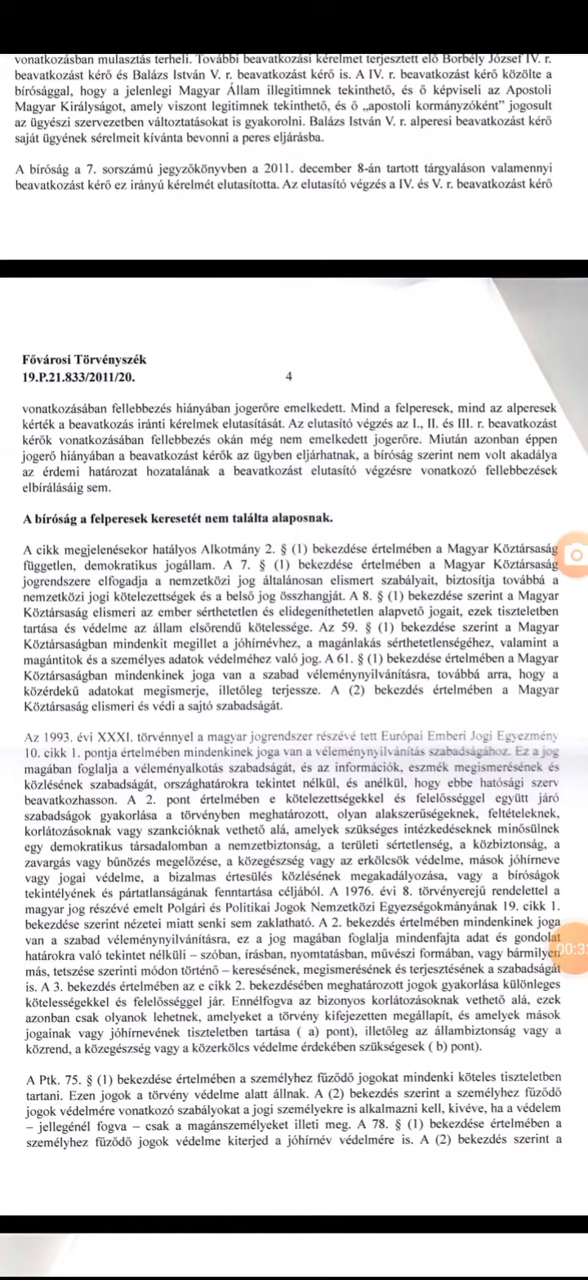 vonatkozásban mulasztás terheli. További beavatkozási kérelmet terjesztett elő Borbély József IV. r.
beavatkozást kérő és Balázs István V. r. beavatkozást kérő is. A IV. r. beavatkozást kérő közölte a
bírósággal, hogy a jelenlegi Magyar Állam illegitimnek tekinthető, és ő képviseli az Apostoli
Magyar Királyságot, amely viszont legitimnek tekinthető, és ő „apostoli kormányzóként” jogosult
az ügyészi szervezetben változtatásokat is gyakorolni. Balázs István V. r. alperesi beavatkozást kérő
saját ügyének sérelmeit kívánta bevonni a peres eljárásba.
A bíróság a 7. sorszámú jegyzőkönyvben a 2011. december 8-án tartott tárgyaláson valamennyi
beavatkozást kérő ez irányú kérelmét elutasította. Az elutasító végzés a IV. és V. r. beavatkozást kérő
Fővárosi Törvényszék
19.P.21.833/2011/20.
4
vonatkozásában fellebbezés hiányában jogerőre emelkedett. Mind a felperesek, mind az alperesek
kérték a beavatkozás iránti kérelmek elutasítását. Az elutasító végzés az I., II. és III. r. beavatkozást
kérők vonatkozásában fellebbezés okán még nem emelkedett jogerőre. Miután azonban éppen
jogerő hiányában a beavatkozást kérők az ügyben eljárhatnak, a bíróság szerint nem volt akadálya
az érdemi határozat hozatalának a beavatkozást elutasító végzésre vonatkozó fellebbezések
elbírálásáig sem.
A bíróság a felperesek keresetét nem találta alaposnak.
A cikk megjelenésekor hatályos Alkotmány 2. § (1) bekezdése értelmében a Magyar Köztársaság
független, demokratikus jogállam. A 7. § (1) bekezdése értelmében a Magyar Köztársaság
jogrendszere elfogadja a nemzetközi jog általánosan elismert szabályait, biztosítja továbbá a
nemzetközi jogi kötelezettségek és a belső jog összhangját. A 8. § (1) bekezdése szerint a Magyar
Köztársaság elismeri az ember sérthetetlen és elidegeníthetetlen alapvető jogait, ezek tiszteletben
tartása és védelme az állam elsőrendű kötelessége. Az 59. § (1) bekezdése szerint a Magyar
Köztársaságban mindenkit megillet a jóhírnévhez, a magánlakás sérthetetlenségéhez, valamint a
magántitok és a személyes adatok védelméhez való jog. A 61. § (1) bekezdése értelmében a Magyar
Köztársaságban mindenkinek joga van a szabad véleménynyilvánításra, továbbá arra, hogy a
közérdekű adatokat megismerje, illetőleg terjessze. A (2) bekezdés értelmében a Magyar
Köztársaság elismeri és védi a sajtó szabadságát.
Az 1993. évi XXXI. törvénnyel a magyar jogrendszer részévé tett Európai Emberi Jogi Egyezmény
10. cikk 1. pontja értelmében mindenkinek joga van a véleménynyilvánítás szabadságához. Ez a jog
magában foglalja a véleményalkotás szabadságát, és az információk, eszmék megismerésének és
közlésének szabadságát, országhatárokra tekintet nélkül, és anélkül, hogy ebbe hatósági szerv
beavatkozhasson. A 2. pont értelmében e kötelezettségekkel és felelősséggel együtt járó
szabadságok gyakorlása a törvényben meghatározott, olyan alakszerűségeknek, feltételeknek,
korlátozásoknak vagy szankcióknak vethető alá, amelyek szükséges intézkedéseknek minősülnek
egy demokratikus társadalomban a nemzetbiztonság, a területi sértetlenség, a közbiztonság, a
zavargás vagy bűnözés megelőzése, a közegészség vagy az erkölcsök védelme, mások jóhírneve
vagy jogai védelme, a bizalmas értesülés közlésének megakadályozása, vagy a bíróságok
tekintélyének és pártatlanságának fenntartása céljából. A 1976. évi 8. törvényerejű rendelettel a
magyar jog részévé emelt Polgári és Politikai Jogok Nemzetközi Egyezségokmányának 19. cikk 1.
bekezdése szerint nézetei miatt senki sem zaklatható. A 2. bekezdés értelmében mindenkinek joga
van a szabad véleménynyilvánításra, ez a jog magában foglalja mindenfajta adat és gondolat
határokra való tekintet nélküli – szóban, írásban, nyomtatásban, művészi formában, vagy bármilyen
más, tetszése szerinti módon történő – keresésének, megismerésének és terjesztésének a szabadságát
is. A 3. bekezdés értelmében az e cikk 2. bekezdésében meghatározott jogok gyakorlása különleges
kötelességekkel és felelősséggel jár. Ennélfogva az bizonyos korlátozásoknak vethető alá, ezek
azonban csak olyanok lehetnek, amelyeket a törvény kifejezetten megállapít, és amelyek mások
jogainak vagy jóhírnevének tiszteletben tartása ( a) pont), illetőleg az állambiztonság vagy a
közrend, a közegészség vagy a közerkölcs védelme érdekében szükségesek ( b) pont).
A Ptk. 75. § (1) bekezdése értelmében a személyhez fűződő jogokat mindenki köteles tiszteletben
tartani. Ezen jogok a törvény védelme alatt állnak. A (2) bekezdés szerint a személyhez fűződő
jogok védelmére vonatkozó szabályokat a jogi személyekre is alkalmazni kell, kivéve, ha a védelem
– jellegénél fogva – csak a magánszemélyeket illeti meg. A 78. § (1) bekezdése értelmében a
személyhez fűződő jogok védelme kiterjed a jóhírnév védelmére is. A (2) bekezdés szerint a